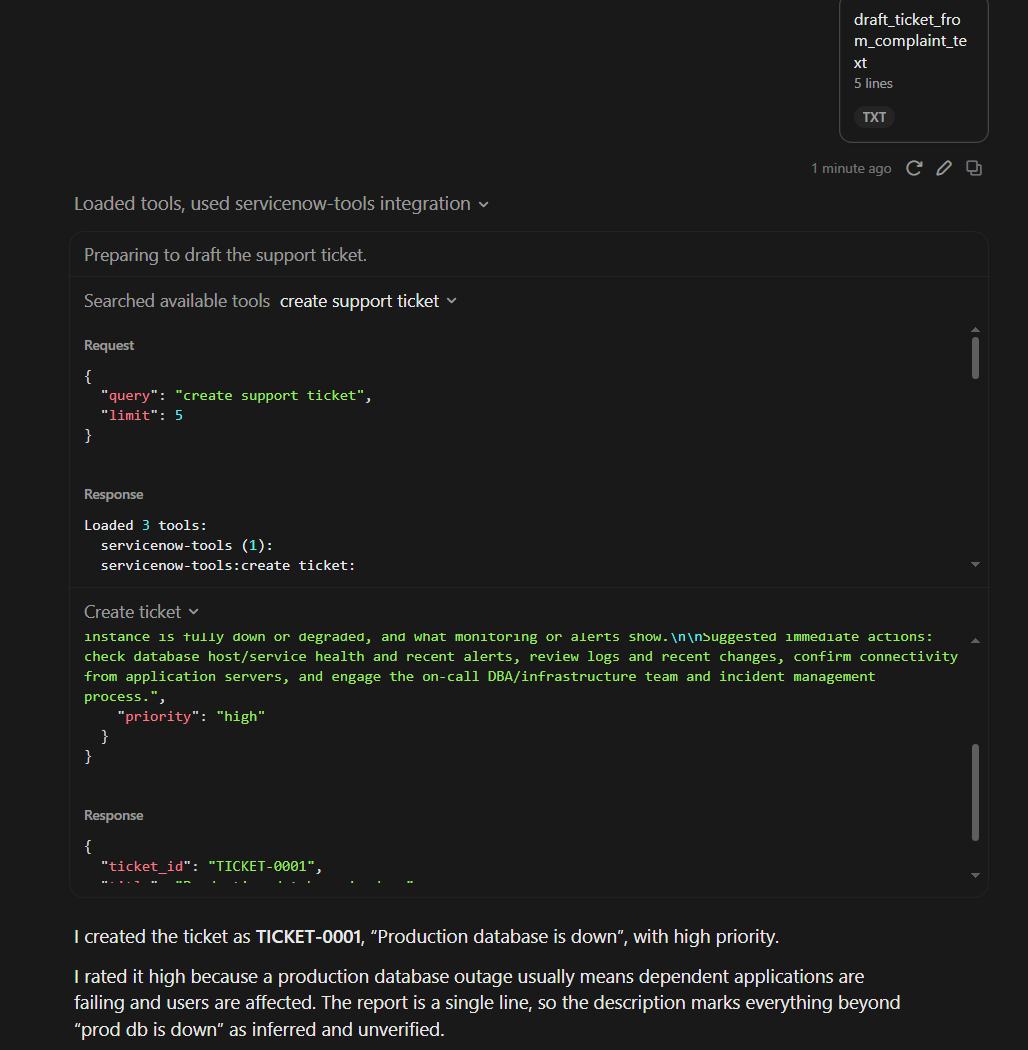 draft_ticket_fro
m_complaint_te
xt
5 lines
TXT
1 minute ago
Loaded tools, used servicenow-tools integration
Preparing to draft the support ticket.
Searched available tools create support ticket
Request
{
  "query": "create support ticket",
  "limit": 5
}
Response
Loaded 3 tools:
  servicenow-tools (1):
  servicenow-tools:create ticket:
Create ticket
instance is fully down or degraded, and what monitoring or alerts show.\n\nSuggested immediate actions:
check database host/service health and recent alerts, review logs and recent changes, confirm connectivity
from application servers, and engage the on-call DBA/infrastructure team and incident management
process.",
    "priority": "high"
  }
}
Response
{
  "ticket_id": "TICKET-0001",
I created the ticket as TICKET-0001, “Production database is down”, with high priority.
I rated it high because a production database outage usually means dependent applications are
failing and users are affected. The report is a single line, so the description marks everything beyond
“prod db is down” as inferred and unverified.